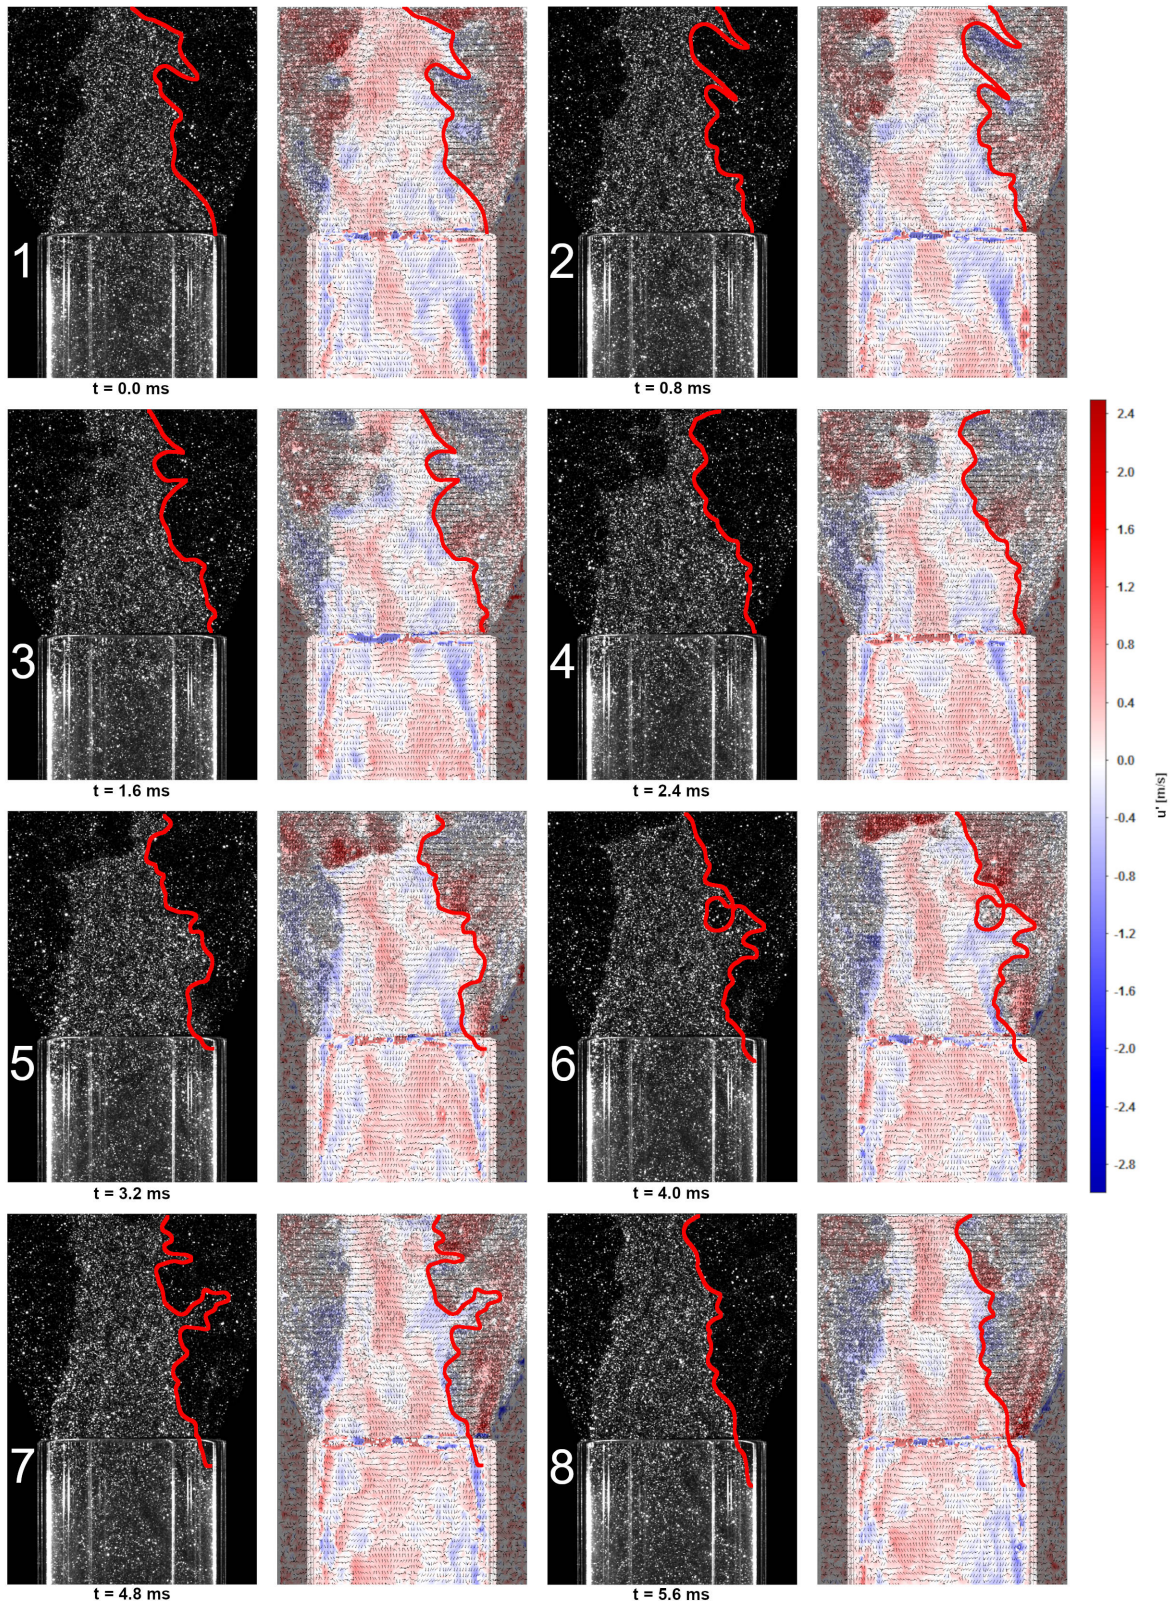 1
2
t = 0.0 ms
t = 0.8 ms
3
4
t = 1.6 ms
t = 2.4 ms
5
6
t = 3.2 ms
t = 4.0 ms
7
8
t = 4.8 ms
t = 5.6 ms
2.4
2.0
1.6
1.2
0.8
0.4
0.0
-0.4
-0.8
-1.2
-1.6
-2.0
-2.4
-2.8
u' [m/s]